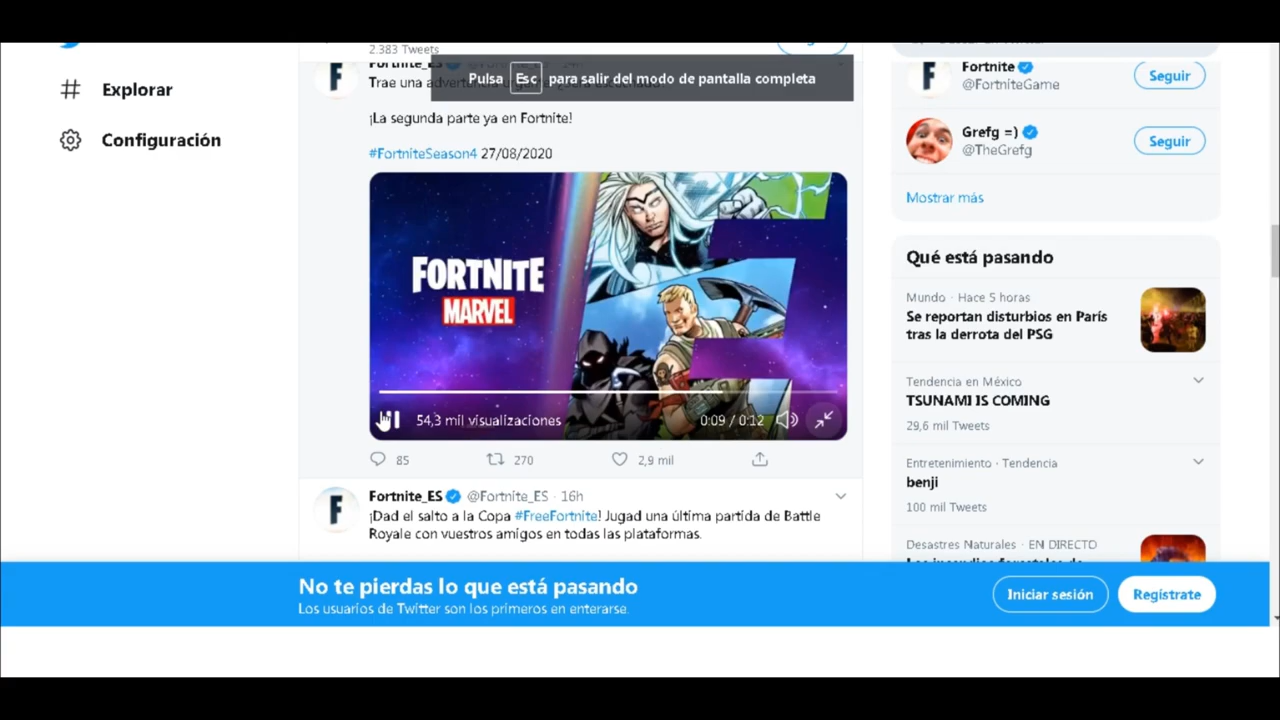 2.383 Tweets
Explorar
Configuración
Fortnite_ES
Trae una
Pulsa Esc para salir del modo de pantalla completa
¡La segunda parte ya en Fortnite!
#FortniteSeason4 27/08/2020
FORTNITE
MARVEL
54,3 mil visualizaciones
0:09 / 0:12
85 270 2,9 mil
Fortnite_ES @Fortnite_ES · 16h
¡Dad el salto a la Copa #FreeFortnite! Jugad una última partida de Battle
Royale con vuestros amigos en todas las plataformas.
Fortnite
@FortniteGame
Seguir
Grefg =)
@TheGrefg
Seguir
Mostrar más
Qué está pasando
Mundo · Hace 5 horas
Se reportan disturbios en París
tras la derrota del PSG
Tendencia en México
TSUNAMI IS COMING
29,6 mil Tweets
Entretenimiento · Tendencia
benji
100 mil Tweets
Desastres Naturales · EN DIRECTO
No te pierdas lo que está pasando
Los usuarios de Twitter son los primeros en enterarse.
Iniciar sesión
Regístrate